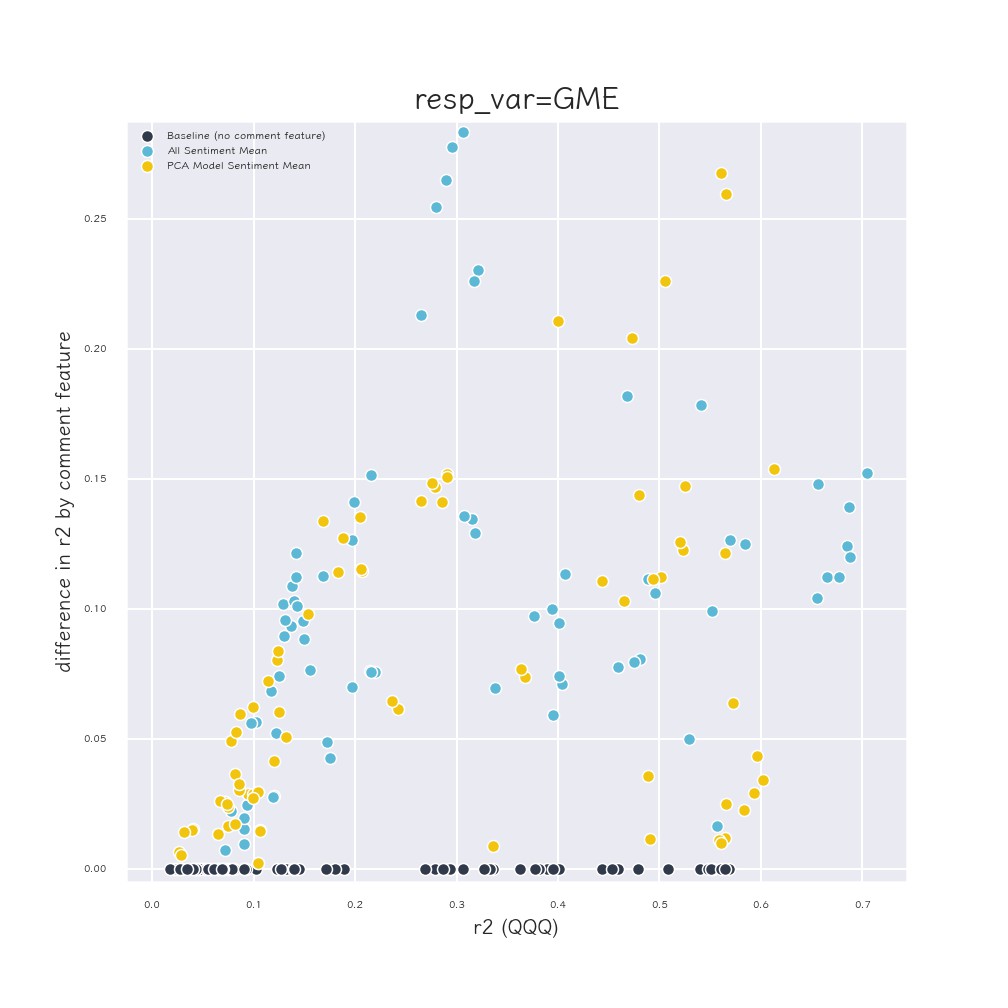 resp_var=GME
Baseline (no comment feature)
All Sentiment Mean
PCA Model Sentiment Mean
difference in r2 by comment feature
0.25
0.20
0.15
0.10
0.05
0.00
0.0 0.1 0.2 0.3 0.4 0.5 0.6 0.7
r2 (QQQ)